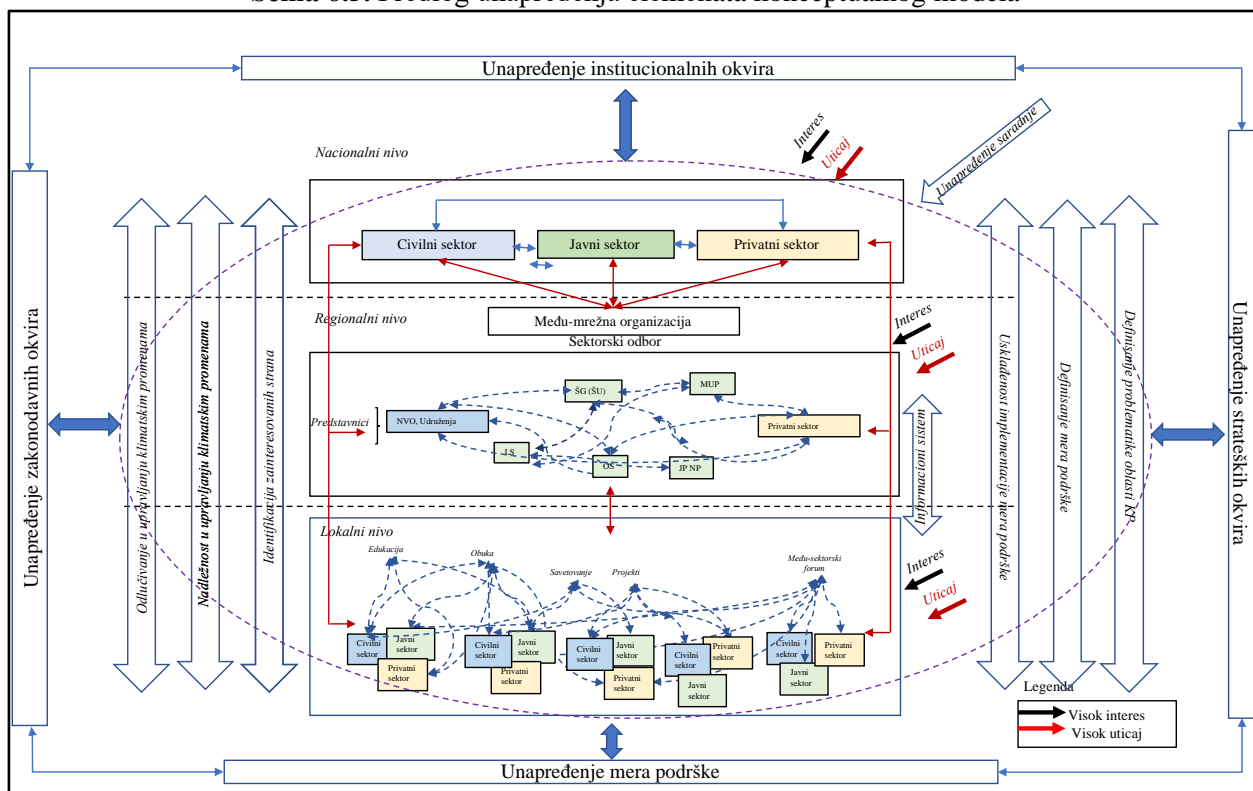 Unapređenje institucionalnih okvira
Interes
Uticaj
Unapređenje saradnje
Nacionalni nivo
Civilni sektor
Javni sektor
Privatni sektor
Unapređenje zakonodavnih okvira
Odlučivanje u upravljanju klimatskim promenama
Nadležnost u upravljanju klimatskim promenama
Identifikacija zainteresovanih strana
Regionalni nivo
Među-mrežna organizacija
Sektorski odbor
Interes
Uticaj
ŠG (ŠU)
MUP
Predstavnici
NVO, Udruženja
Privatni sektor
LS
OS
JP NP
Informacioni sistem
Usklađenost implementacije mera podrške
Definisanje mera podrške
Definisanje problematike oblasti KP
Unapređenje strateških okvira
Lokalni nivo
Edukacija
Obuka
Savetovanje
Projekti
Među-sektorski
forum
Interes
Uticaj
Civilni
sektor
Javni
sektor
Privatni
sektor
Civilni
sektor
Javni
sektor
Privatni
sektor
Civilni
sektor
Javni
sektor
Privatni
sektor
Civilni
sektor
Privatni
sektor
Javni
sektor
Civilni
sektor
Privatni
sektor
Javni
sektor
Legenda
Visok interes
Visok uticaj
Unapređenje mera podrške